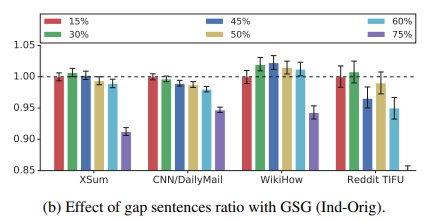 15% 45% 60%
30% 50% 75%
1.05
1.00
0.95
0.90
0.85
XSum CNN/DailyMail WikiHow Reddit TIFU
(b) Effect of gap sentences ratio with GSG (Ind-Orig).